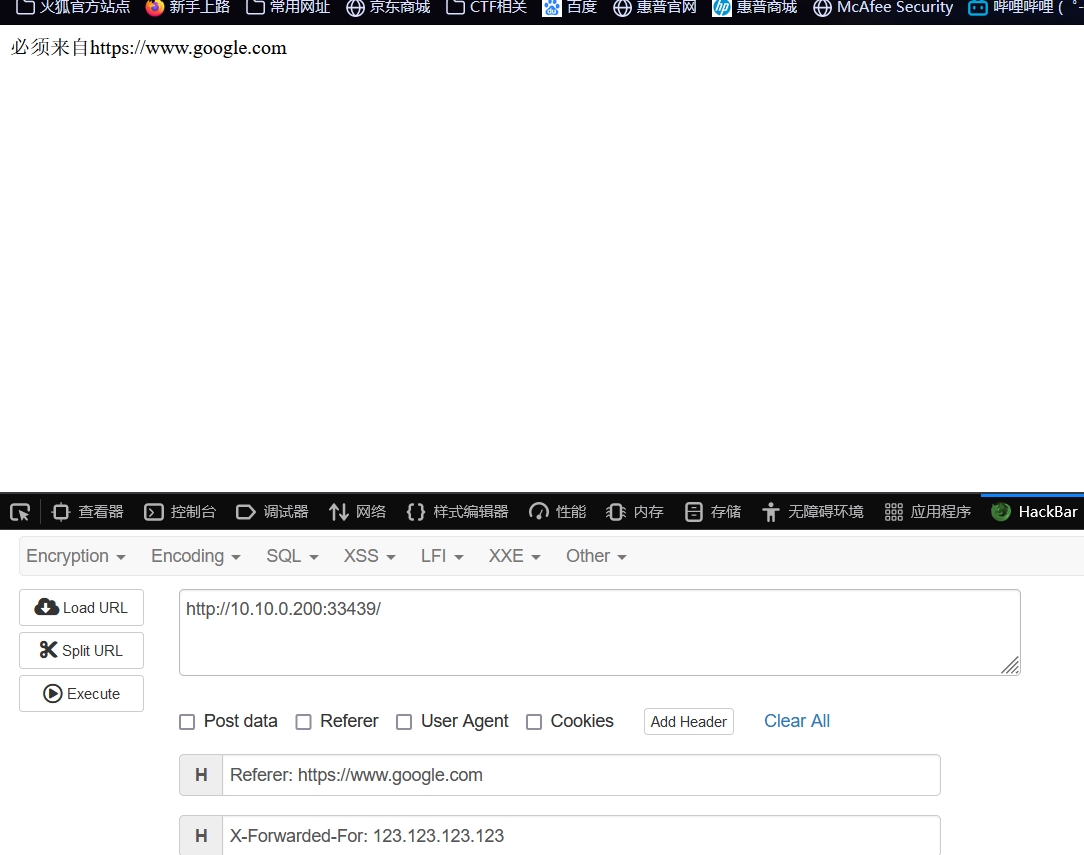 火狐官方站点 新手上路 常用网址 京东商城 CTF相关 百度 惠普官网 惠普商城 McAfee Security 哔哩哔哩 ( ゜-
必须来自https://www.google.com
查看器 控制台 调试器 网络 样式编辑器 性能 内存 存储 无障碍环境 应用程序 HackBar
Encryption Encoding SQL XSS LFI XXE Other
Load URL http://10.10.0.200:33439/
Split URL
Execute
Post data Referer User Agent Cookies Add Header Clear All
H Referer: https://www.google.com
H X-Forwarded-For: 123.123.123.123